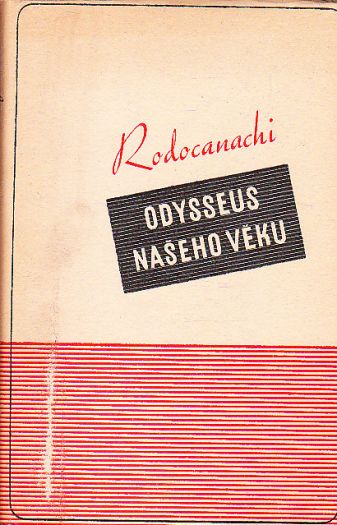 Rodocanachi
ODYSSEUS
NAŠEHO VĚKU